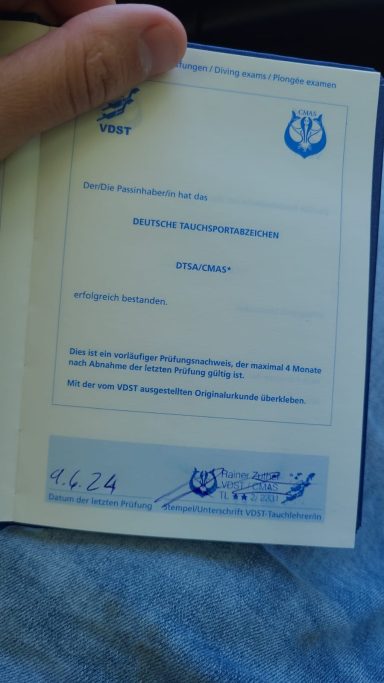 fungen / Diving exams / Plongée examen
VDST
CMAS
Der/Die Passinhaber/in hat das
DEUTSCHE TAUCHSPORTABZEICHEN
DTSA/CMAS*
erfolgreich bestanden.
Dies ist ein vorläufiger Prüfungsnachweis, der maximal 4 Monate
nach Abnahme der letzten Prüfung gültig ist.
Mit der vom VDST ausgestellten Originalurkunde überkleben.
9.6.24
Rainer
VDST / CMAS
TL ★★
Datum der letzten Prüfung
Stempel/Unterschrift VDST-Tauchlehrer/in